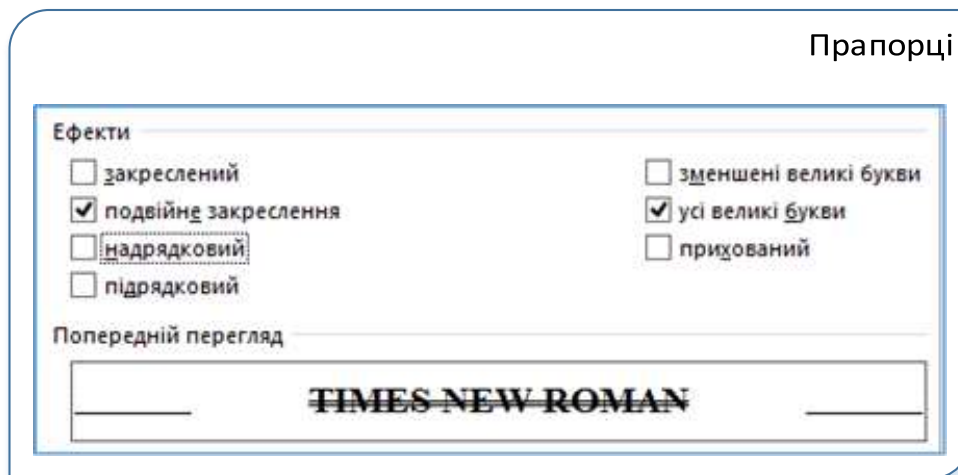 Прапорці
Ефекти
закреслений
подвійне закреслення
надрядковий
підрядковий
зменшені великі букви
усі великі букви
прихований
Попередній перегляд
TIMES NEW ROMAN